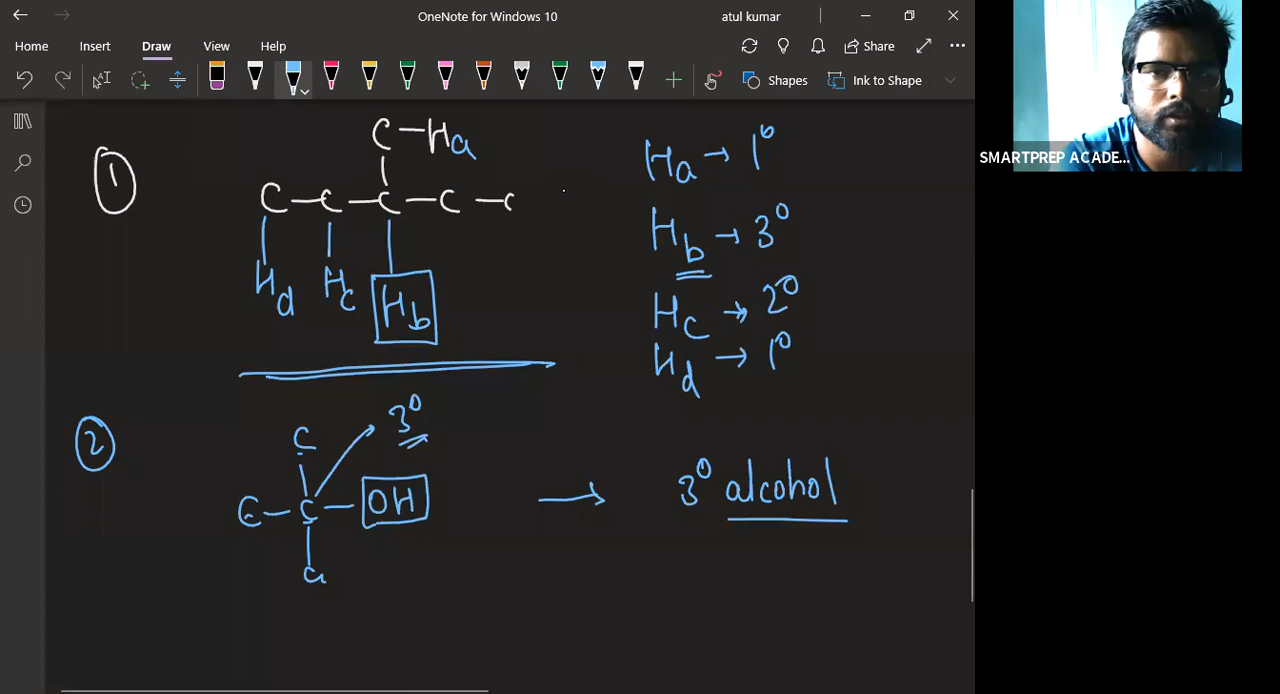 OneNote for Windows 10
atul kumar
Home Insert Draw View Help
Share
Shapes
Ink to Shape
SMARTPREP ACADE...
1
C - Ha
C - C - C - C - C
Hd Hc Hb
Ha → 1°
Hb → 3°
Hc → 2°
Hd → 1°
2
3°
C
C - C - OH
C
→ 3° alcohol